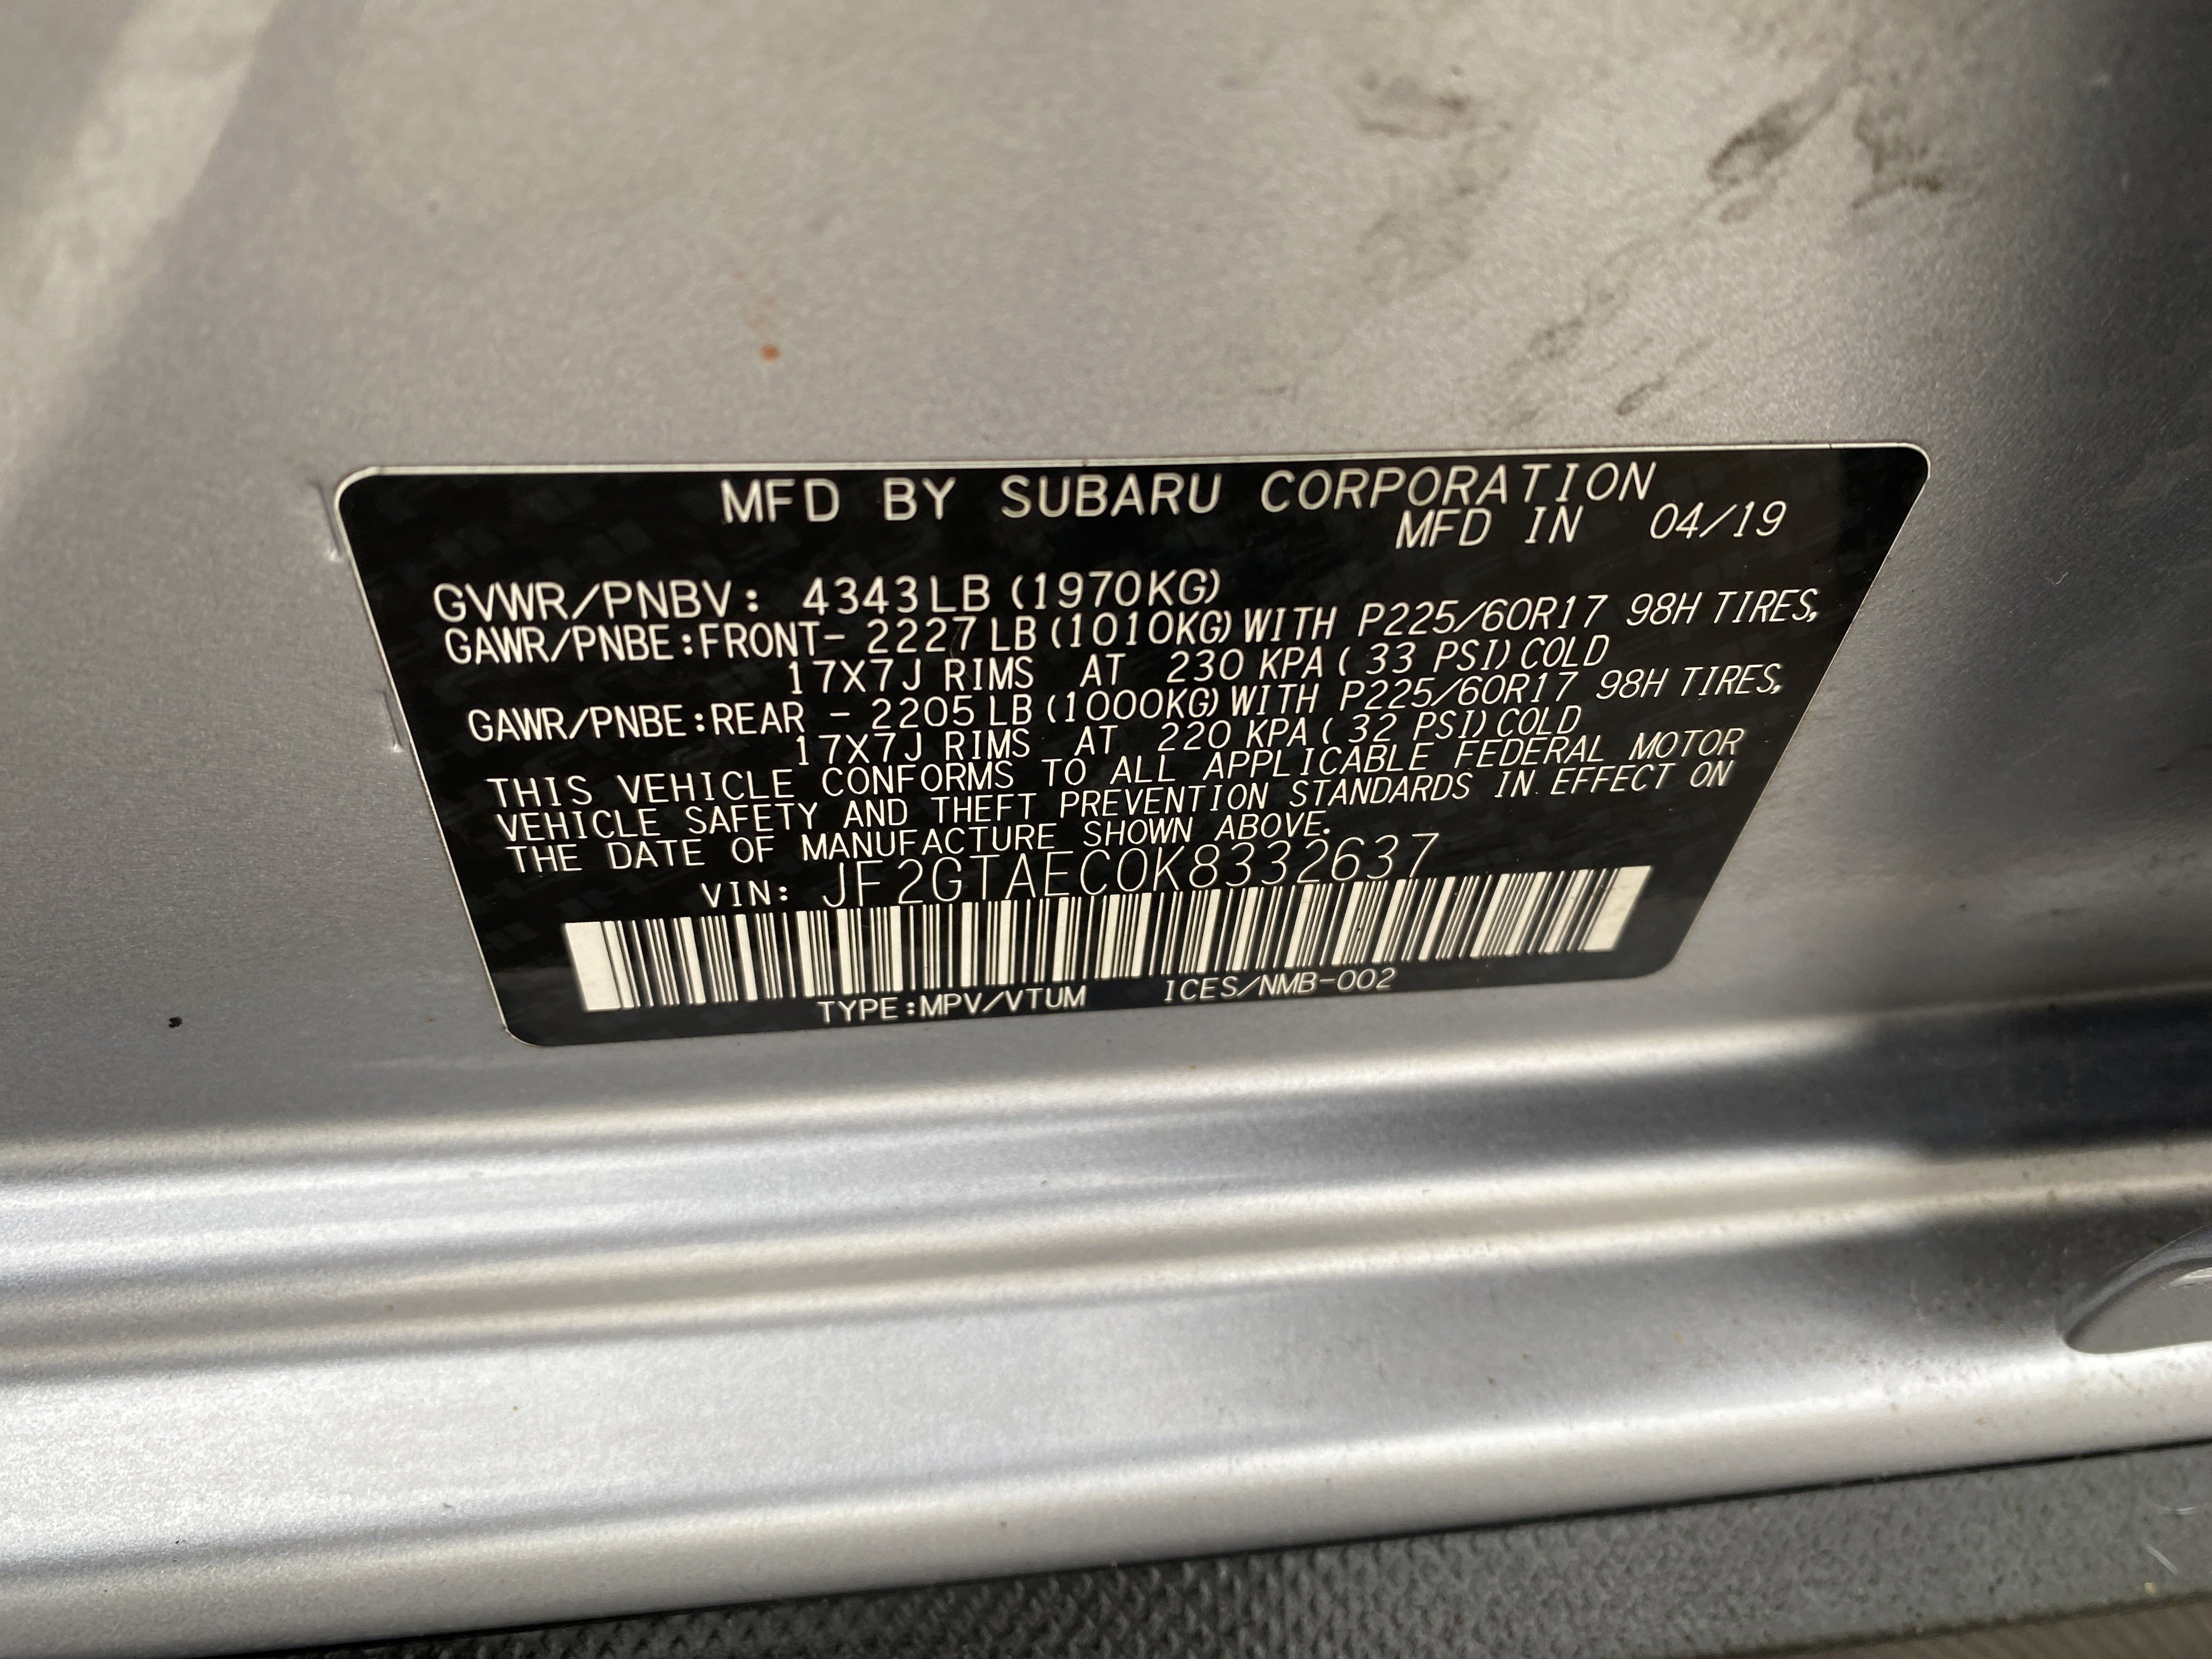 MFD BY SUBARU CORPORATION
MFD IN 04/19
GVWR/PNBV: 4343LB (1970KG)
GAWR/PNBE:FRONT- 2227 LB (1010KG) WITH P225/60R17 98H TIRES,
17X7J RIMS AT 230 KPA ( 33 PSI) COLD
GAWR/PNBE:REAR - 2205 LB (1000KG) WITH P225/60R17 98H TIRES,
17X7J RIMS AT 220 KPA ( 32 PSI) COLD
THIS VEHICLE CONFORMS TO ALL APPLICABLE FEDERAL MOTOR
VEHICLE SAFETY AND THEFT PREVENTION STANDARDS IN EFFECT ON
THE DATE OF MANUFACTURE SHOWN ABOVE.
VIN: JF2GTAEC0K8332637
TYPE:MPV/VTUM ICES/NMB-002